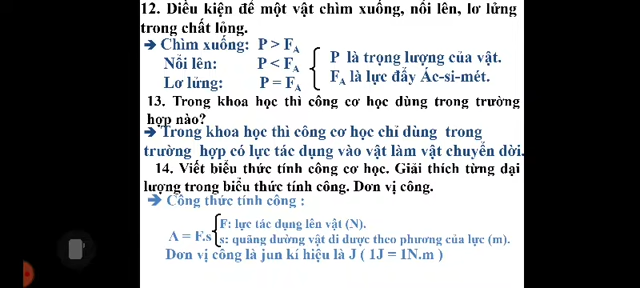 12. Diều kiện để một vật chìm xuống, nổi lên, lơ lửng
trong chất lỏng.
➔ Chìm xuống: P > FA
Nổi lên: P < FA
Lơ lửng: P = FA
P là trọng lượng của vật.
FA là lực đẩy Ác-si-mét.
13. Trong khoa học thì công cơ học dùng trong trường
hợp nào?
➔ Trong khoa học thì công cơ học chỉ dùng trong
trường hợp có lực tác dụng vào vật làm vật chuyển dời.
14. Viết biểu thức tính công cơ học. Giải thích từng đại
lượng trong biểu thức tính công. Đơn vị công.
➔ Công thức tính công :
A = F.s
F: lực tác dụng lên vật (N).
s: quãng đường vật đi được theo phương của lực (m).
Đơn vị công là jun kí hiệu là J ( 1J = 1N.m )